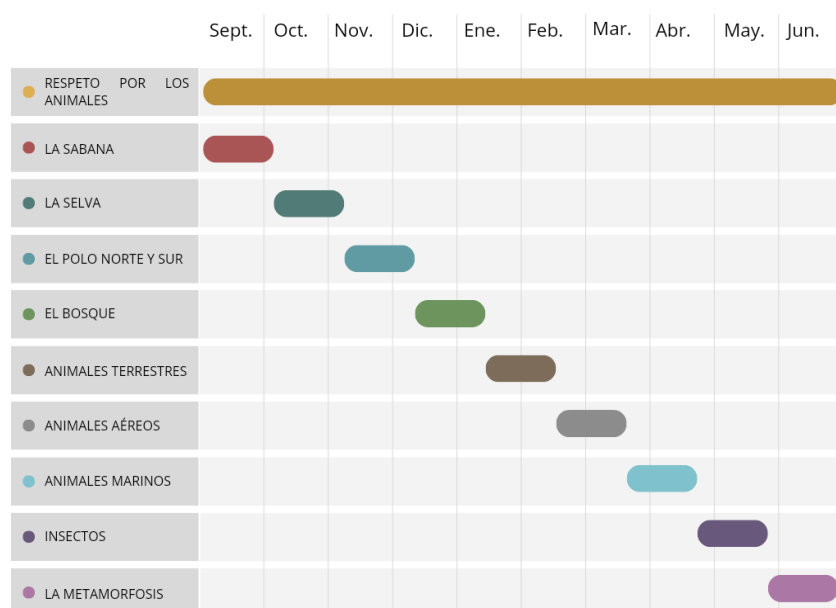 Sept. Oct. Nov. Dic. Ene. Feb. Mar. Abr. May. Jun.
RESPETO POR LOS
ANIMALES
LA SABANA
LA SELVA
EL POLO NORTE Y SUR
EL BOSQUE
ANIMALES TERRESTRES
ANIMALES AÉREOS
ANIMALES MARINOS
INSECTOS
LA METAMORFOSIS